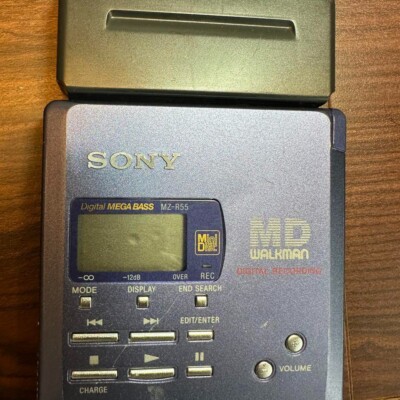 SONY
Digital MEGA BASS MZ-R55
Mini Disc
MD
WALKMAN
DIGITAL RECORDING
-∞ -12dB OVER REC
MODE DISPLAY END SEARCH
EDIT/ENTER
VOLUME
CHARGE